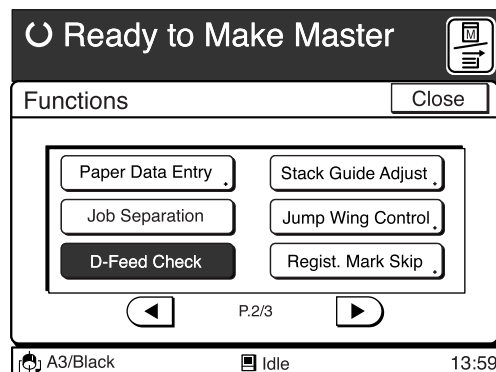 Ready to Make Master
M
Functions
Close
Paper Data Entry
Stack Guide Adjust
Job Separation
Jump Wing Control
D-Feed Check
Regist. Mark Skip
P.2/3
A3/Black
Idle
13:59